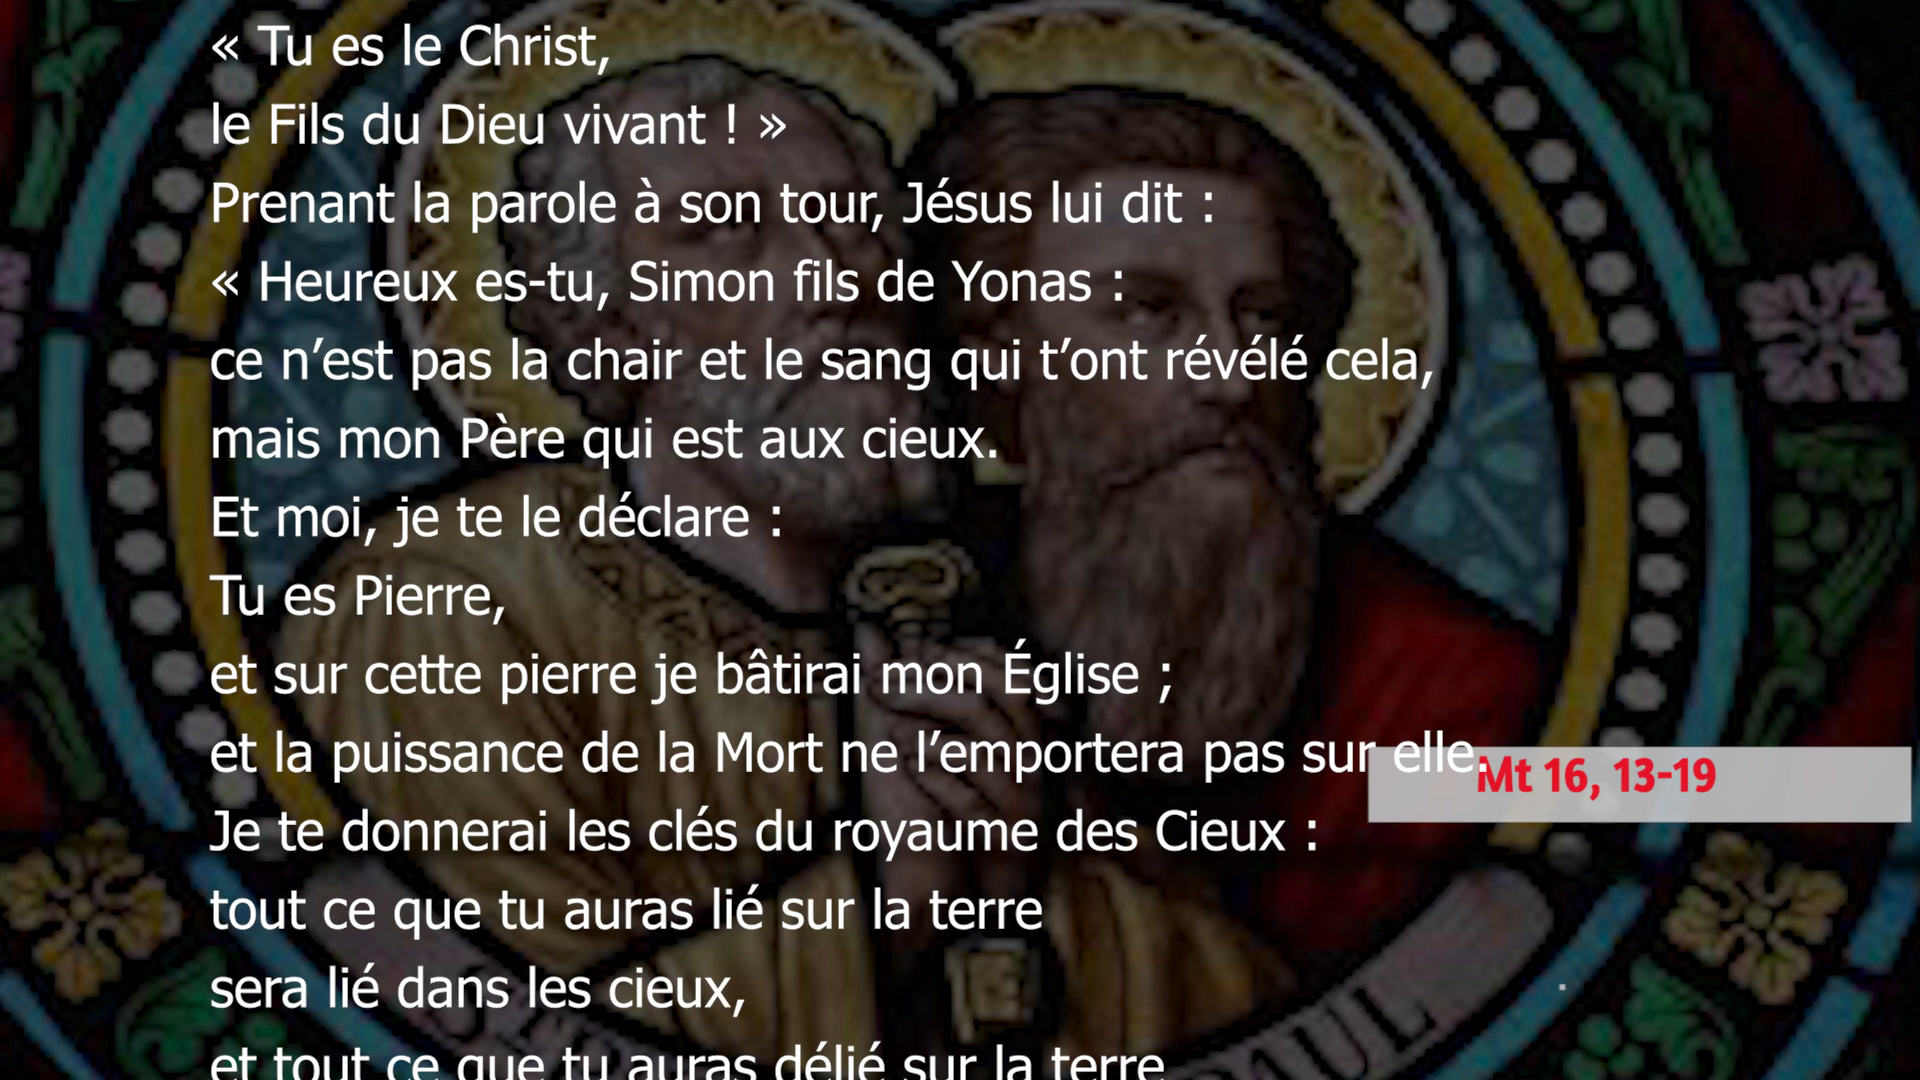 « Tu es le Christ,
le Fils du Dieu vivant ! »
Prenant la parole à son tour, Jésus lui dit :
« Heureux es-tu, Simon fils de Yonas :
ce n’est pas la chair et le sang qui t’ont révélé cela,
mais mon Père qui est aux cieux.
Et moi, je te le déclare :
Tu es Pierre,
et sur cette pierre je bâtirai mon Église ;
et la puissance de la Mort ne l’emportera pas sur elle.
Mt 16, 13-19
Je te donnerai les clés du royaume des Cieux :
tout ce que tu auras lié sur la terre
sera lié dans les cieux,
et tout ce que tu auras délié sur la terre